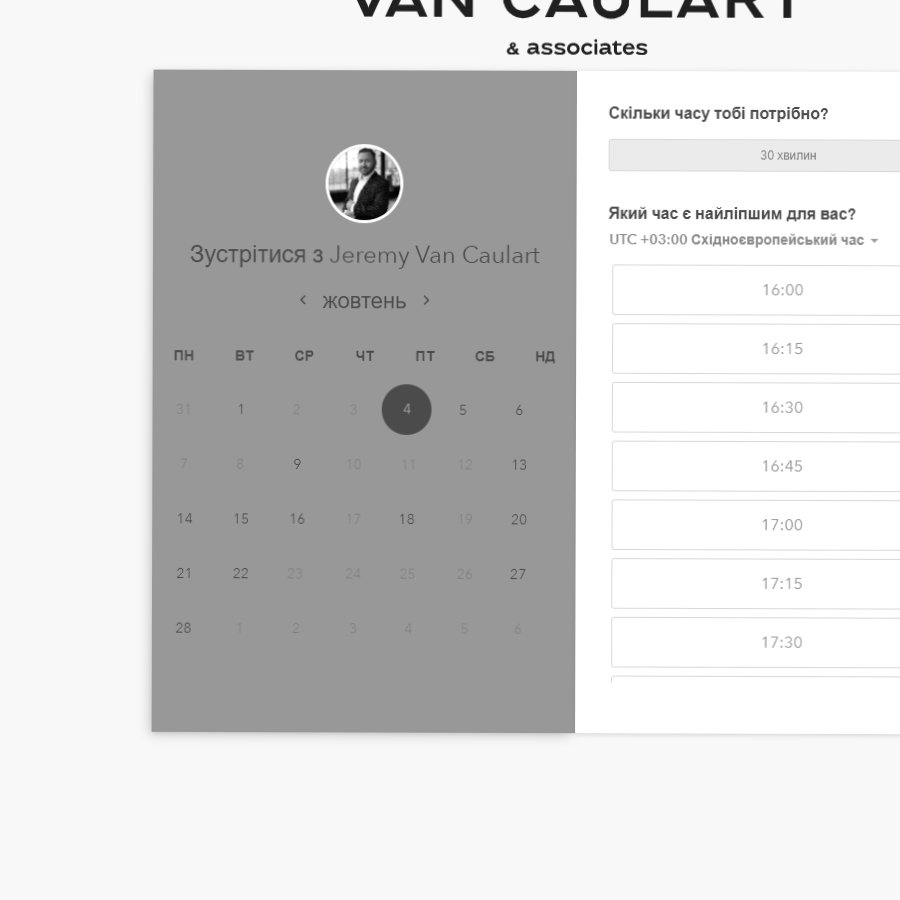 VAN CAULART
& associates
Зустрітися з Jeremy Van Caulart
жовтень
ПН ВТ СР ЧТ ПТ СБ НД
31 1 2 3 4 5 6
7 8 9 10 11 12 13
14 15 16 17 18 19 20
21 22 23 24 25 26 27
28 1 2 3 4 5 6
Скільки часу тобі потрібно?
30 хвилин
Який час є найліпшим для вас?
UTC +03:00 Східноєвропейський час
16:00
16:15
16:30
16:45
17:00
17:15
17:30